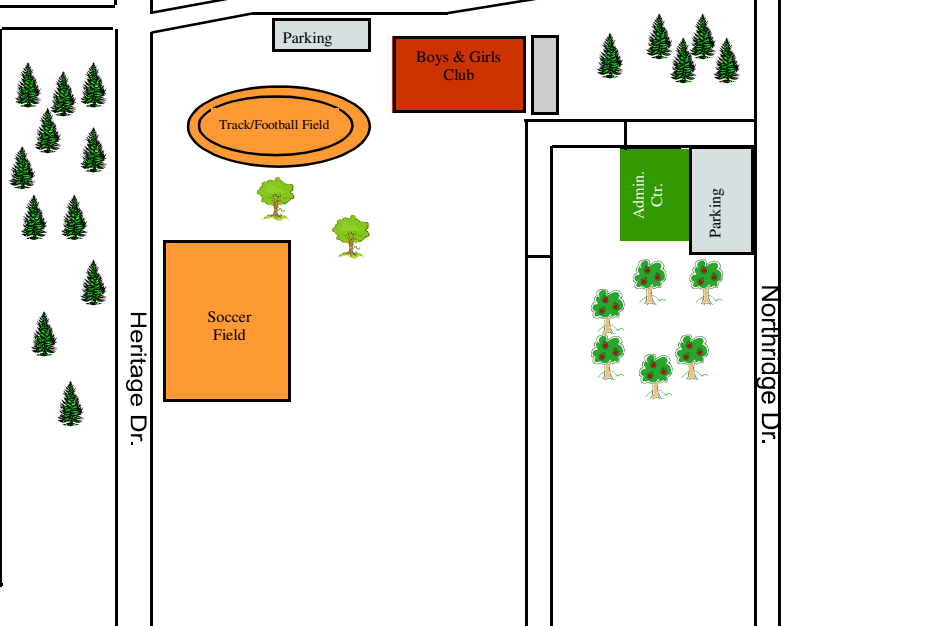 Parking
Boys & Girls
Club
Track/Football Field
Admin.
Ctr.
Parking
Soccer
Field
Heritage Dr.
Northridge Dr.